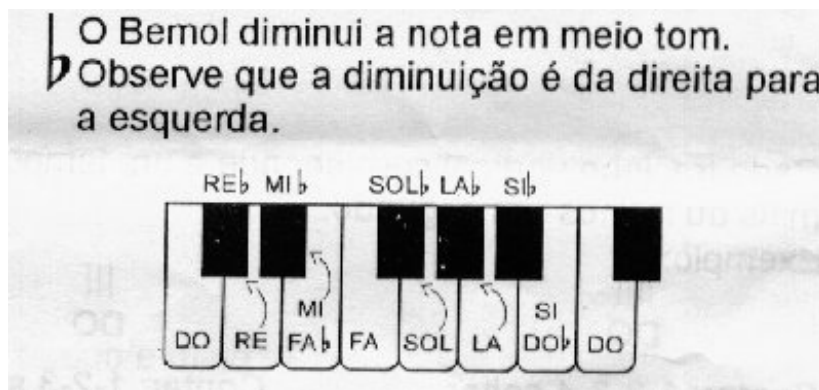 O Bemol diminui a nota em meio tom.
♭ Observe que a diminuição é da direita para
a esquerda.
RE♭ MI♭ SOL♭ LA♭ SI♭
MI SI
DO RE FA♭ FA SOL LA DO♭ DO